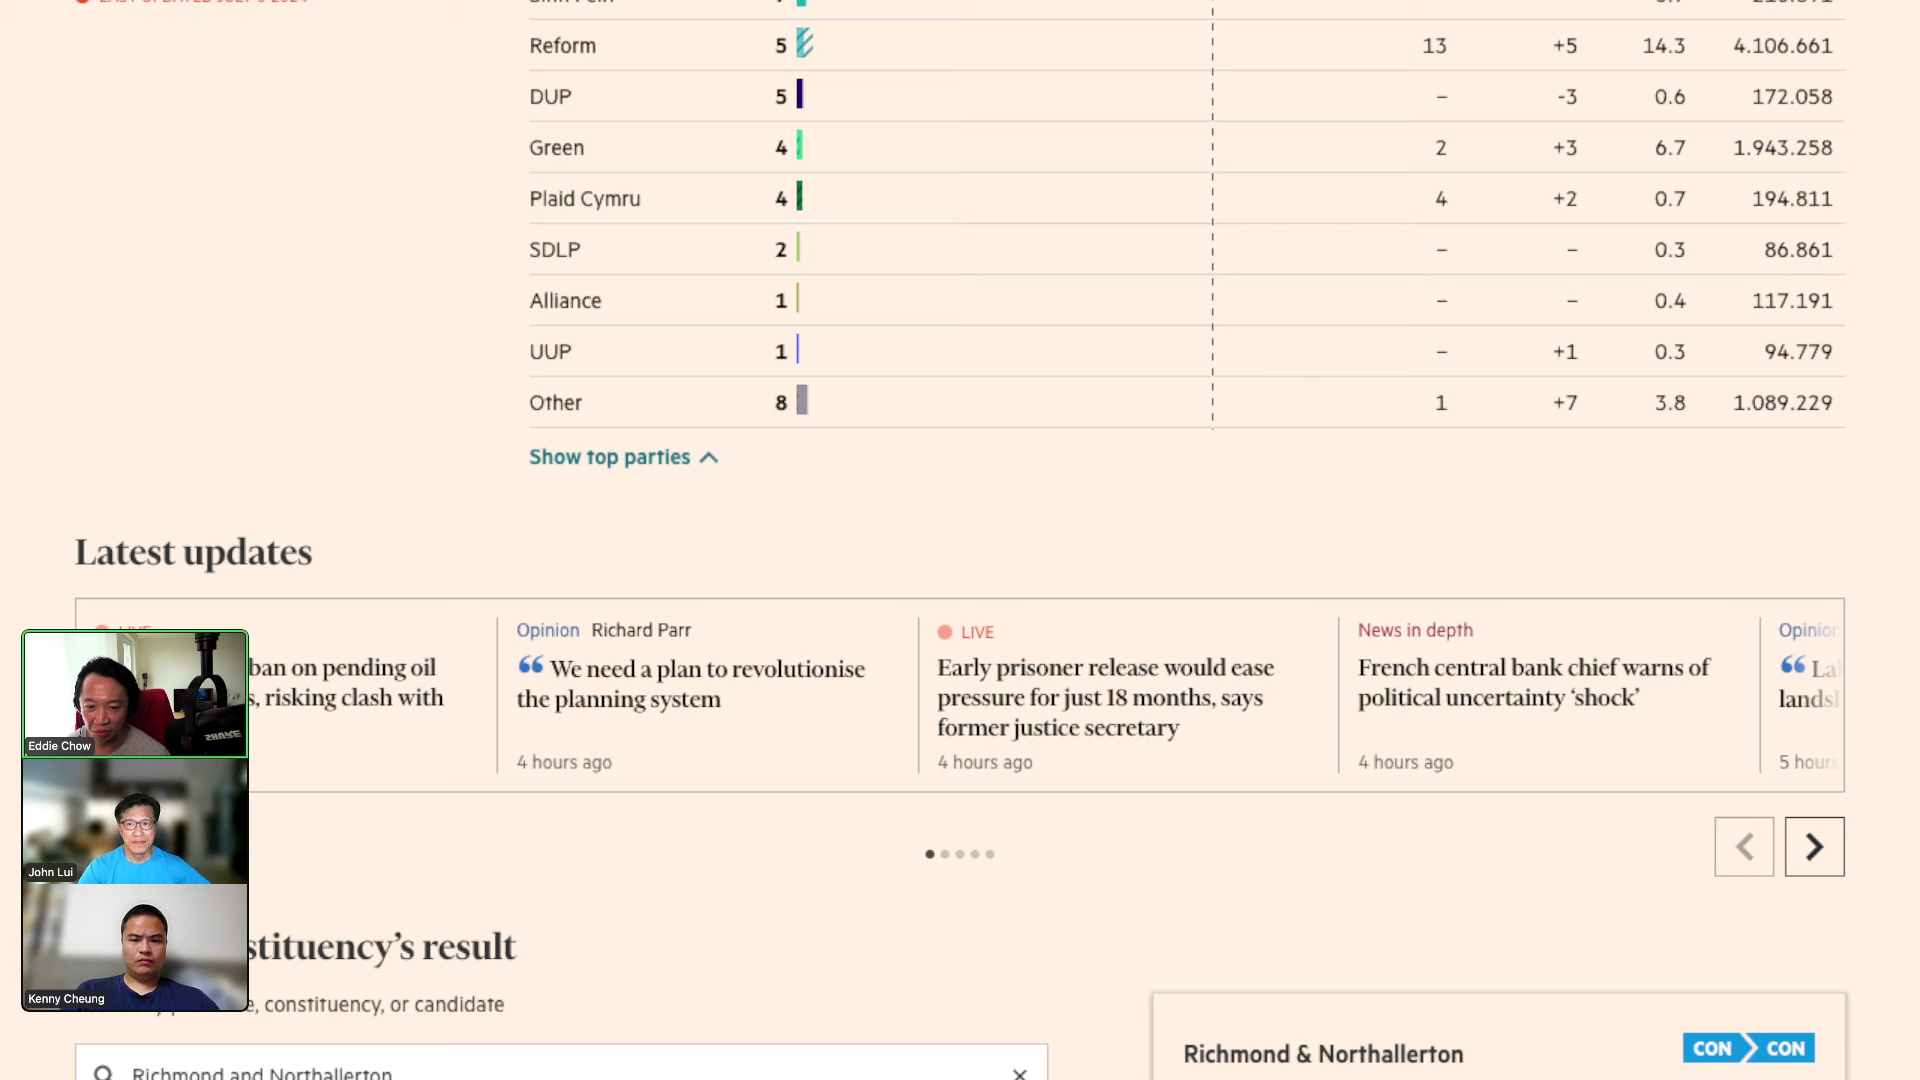 Reform 5 13 +5 14.3 4.106.661
DUP 5 – -3 0.6 172.058
Green 4 2 +3 6.7 1.943.258
Plaid Cymru 4 4 +2 0.7 194.811
SDLP 2 – – 0.3 86.861
Alliance 1 – – 0.4 117.191
UUP 1 – +1 0.3 94.779
Other 8 1 +7 3.8 1.089.229
Show top parties
Latest updates
ban on pending oil
risking clash with
Opinion Richard Parr
“ We need a plan to revolutionise
the planning system
4 hours ago
LIVE
Early prisoner release would ease
pressure for just 18 months, says
former justice secretary
4 hours ago
News in depth
French central bank chief warns of
political uncertainty ‘shock’
4 hours ago
Opinion
“ La
lands
5 hours
Eddie Chow
SHURE
John Lui
Kenny Cheung
stituency’s result
e, constituency, or candidate
Richmond and Northallerton
Richmond & Northallerton
CON CON